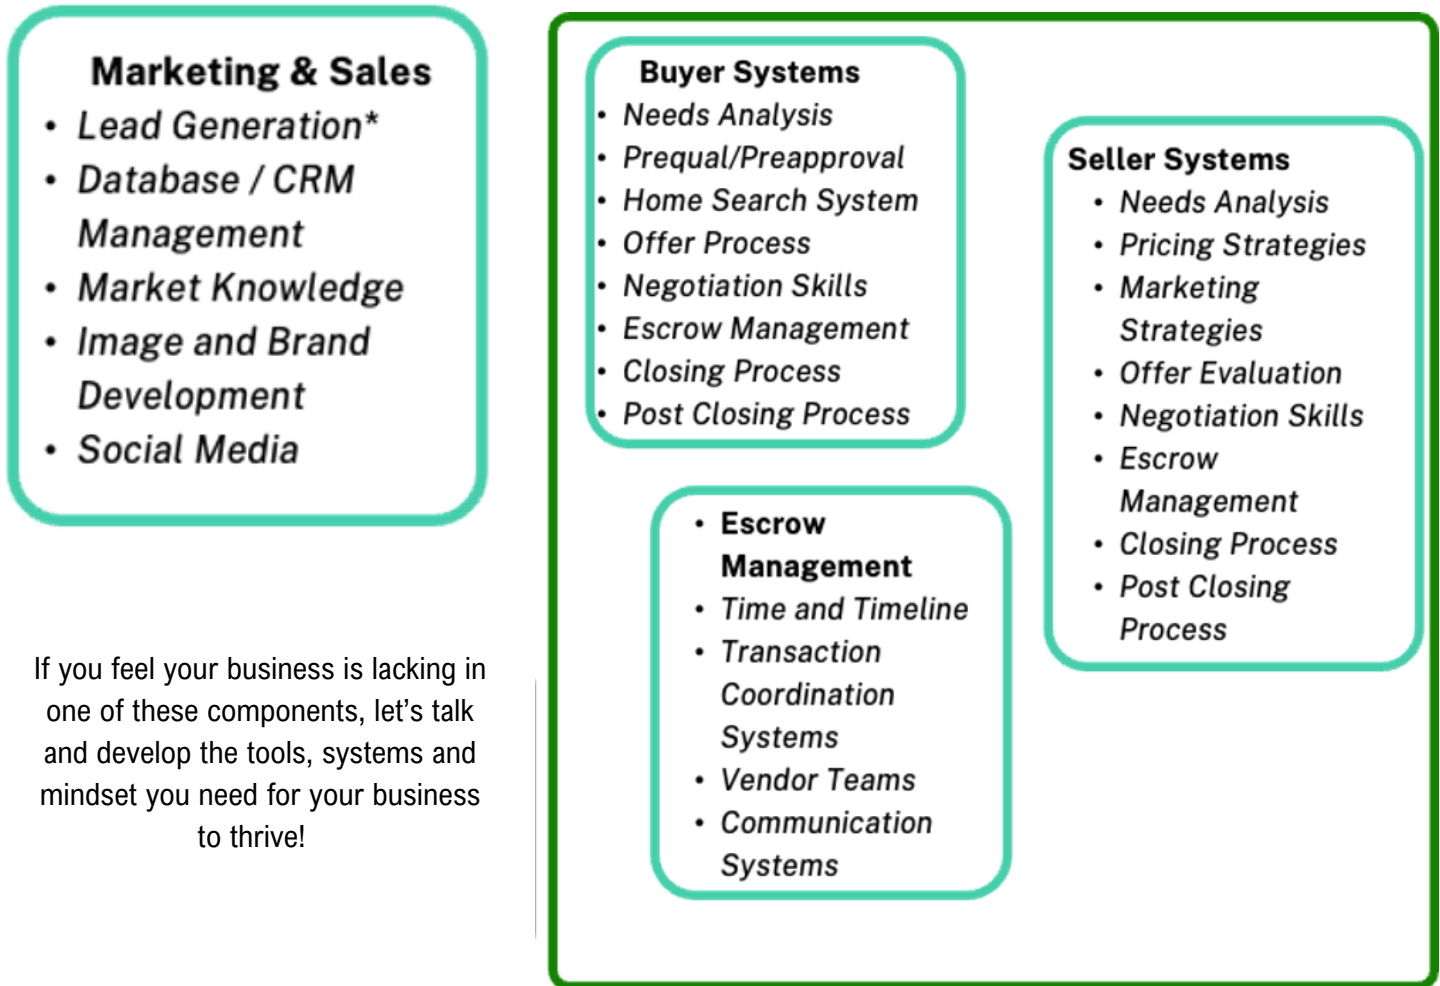 Marketing & Sales
• Lead Generation*
• Database / CRM
Management
• Market Knowledge
• Image and Brand
Development
• Social Media
If you feel your business is lacking in
one of these components, let’s talk
and develop the tools, systems and
mindset you need for your business
to thrive!
Buyer Systems
• Needs Analysis
• Prequal/Preapproval
• Home Search System
• Offer Process
• Negotiation Skills
• Escrow Management
• Closing Process
• Post Closing Process
• Escrow
Management
• Time and Timeline
• Transaction
Coordination
Systems
• Vendor Teams
• Communication
Systems
Seller Systems
• Needs Analysis
• Pricing Strategies
• Marketing
Strategies
• Offer Evaluation
• Negotiation Skills
• Escrow
Management
• Closing Process
• Post Closing
Process